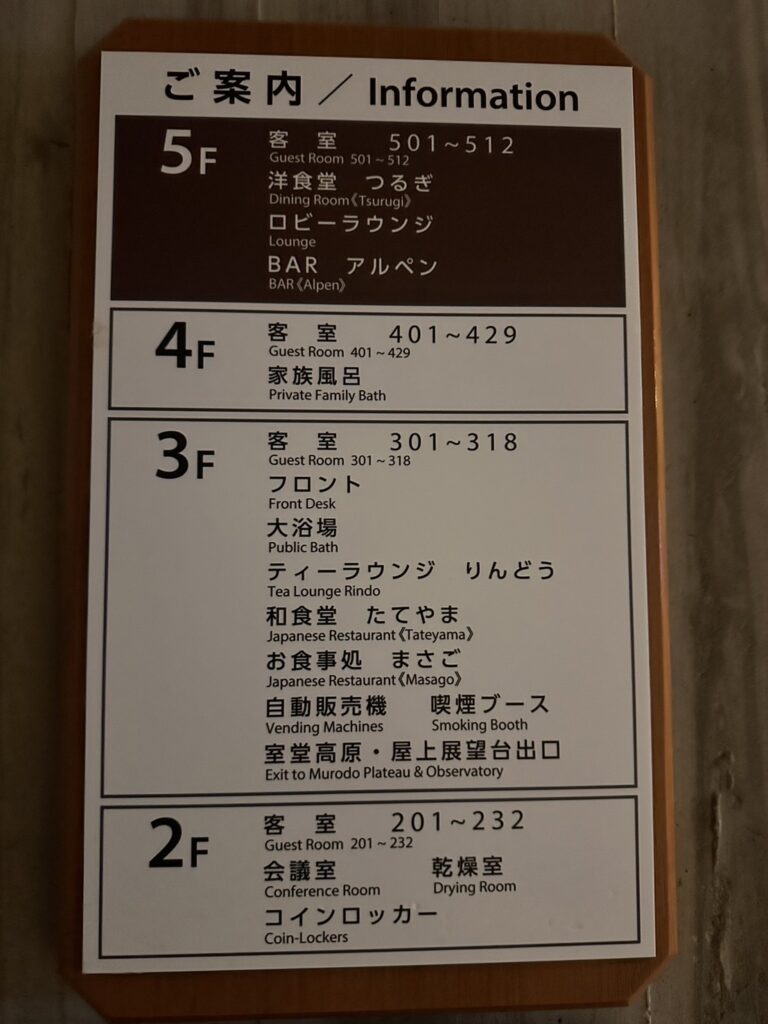 ご案内／Information
5F
客　室　501～512
Guest Room 501～512
洋食堂　つるぎ
Dining Room《Tsurugi》
ロビーラウンジ
Lounge
BAR　アルペン
BAR《Alpen》
4F
客　室　401～429
Guest Room 401～429
家族風呂
Private Family Bath
3F
客　室　301～318
Guest Room 301～318
フロント
Front Desk
大浴場
Public Bath
ティーラウンジ　りんどう
Tea Lounge Rindo
和食堂　たてやま
Japanese Restaurant《Tateyama》
お食事処　まさご
Japanese Restaurant《Masago》
自動販売機　喫煙ブース
Vending Machines　Smoking Booth
室堂高原・屋上展望台出口
Exit to Murodo Plateau & Observatory
2F
客　室　201～232
Guest Room 201～232
会議室　乾燥室
Conference Room　Drying Room
コインロッカー
Coin-Lockers